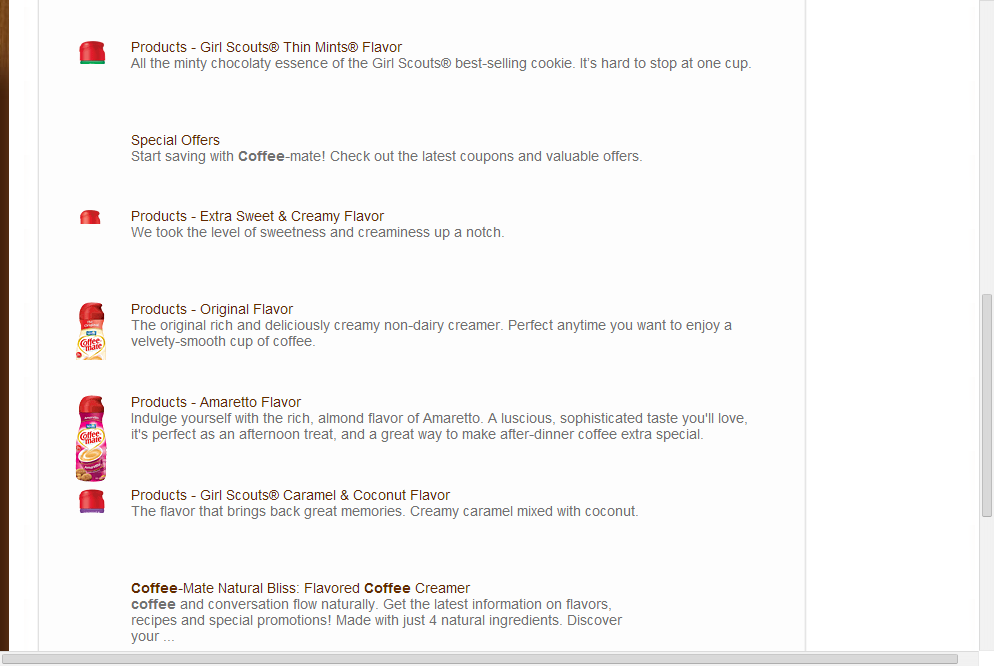 Products - Girl Scouts® Thin Mints® Flavor
All the minty chocolaty essence of the Girl Scouts® best-selling cookie. It's hard to stop at one cup.
Special Offers
Start saving with Coffee-mate! Check out the latest coupons and valuable offers.
Products - Extra Sweet & Creamy Flavor
We took the level of sweetness and creaminess up a notch.
Products - Original Flavor
The original rich and deliciously creamy non-dairy creamer. Perfect anytime you want to enjoy a
velvety-smooth cup of coffee.
Coffee
mate
Products - Amaretto Flavor
Indulge yourself with the rich, almond flavor of Amaretto. A luscious, sophisticated taste you'll love,
it's perfect as an afternoon treat, and a great way to make after-dinner coffee extra special.
Coffee
mate
Products - Girl Scouts® Caramel & Coconut Flavor
The flavor that brings back great memories. Creamy caramel mixed with coconut.
Coffee-Mate Natural Bliss: Flavored Coffee Creamer
coffee and conversation flow naturally. Get the latest information on flavors,
recipes and special promotions! Made with just 4 natural ingredients. Discover
your ...